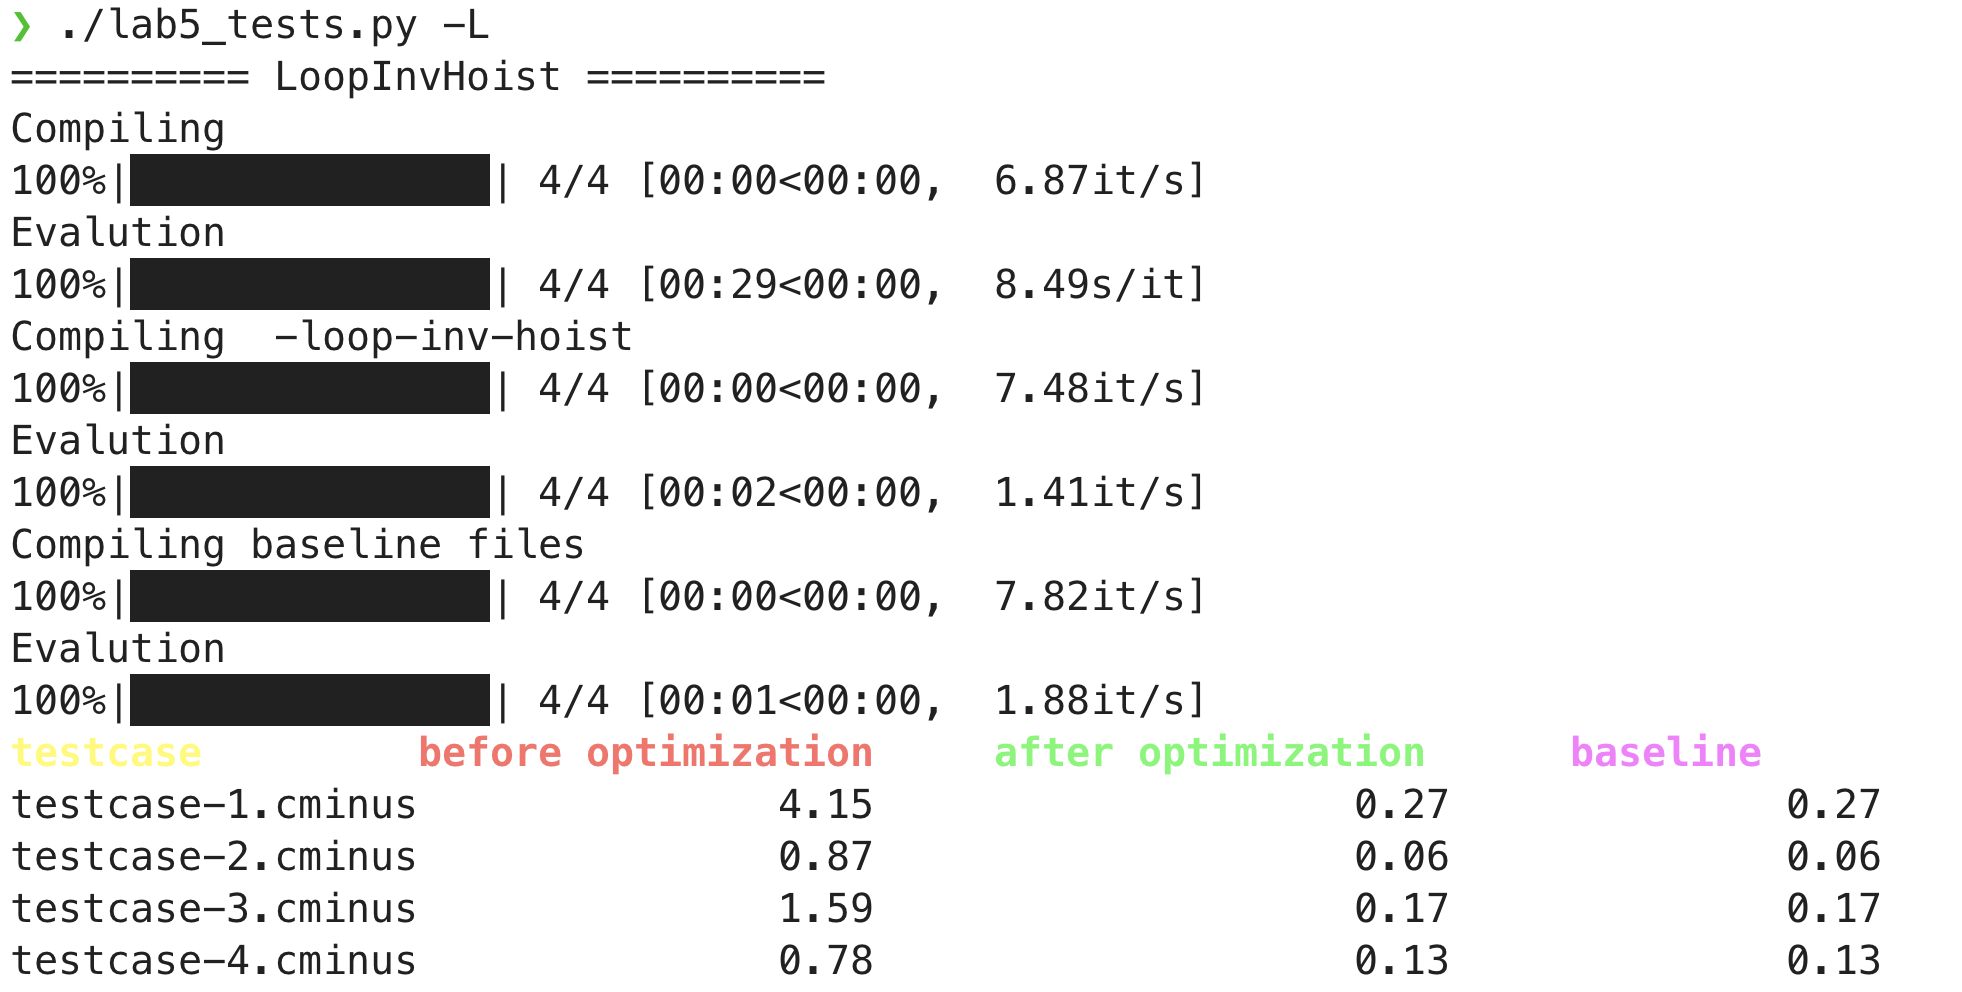 ❯ ./lab5_tests.py -L
========== LoopInvHoist ==========
Compiling
100%|███████████████| 4/4 [00:00<00:00,  6.87it/s]
Evalution
100%|███████████████| 4/4 [00:29<00:00,  8.49s/it]
Compiling  -loop-inv-hoist
100%|███████████████| 4/4 [00:00<00:00,  7.48it/s]
Evalution
100%|███████████████| 4/4 [00:02<00:00,  1.41it/s]
Compiling baseline files
100%|███████████████| 4/4 [00:00<00:00,  7.82it/s]
Evalution
100%|███████████████| 4/4 [00:01<00:00,  1.88it/s]
testcase         before optimization     after optimization      baseline
testcase-1.cminus               4.15                    0.27              0.27
testcase-2.cminus               0.87                    0.06              0.06
testcase-3.cminus               1.59                    0.17              0.17
testcase-4.cminus               0.78                    0.13              0.13